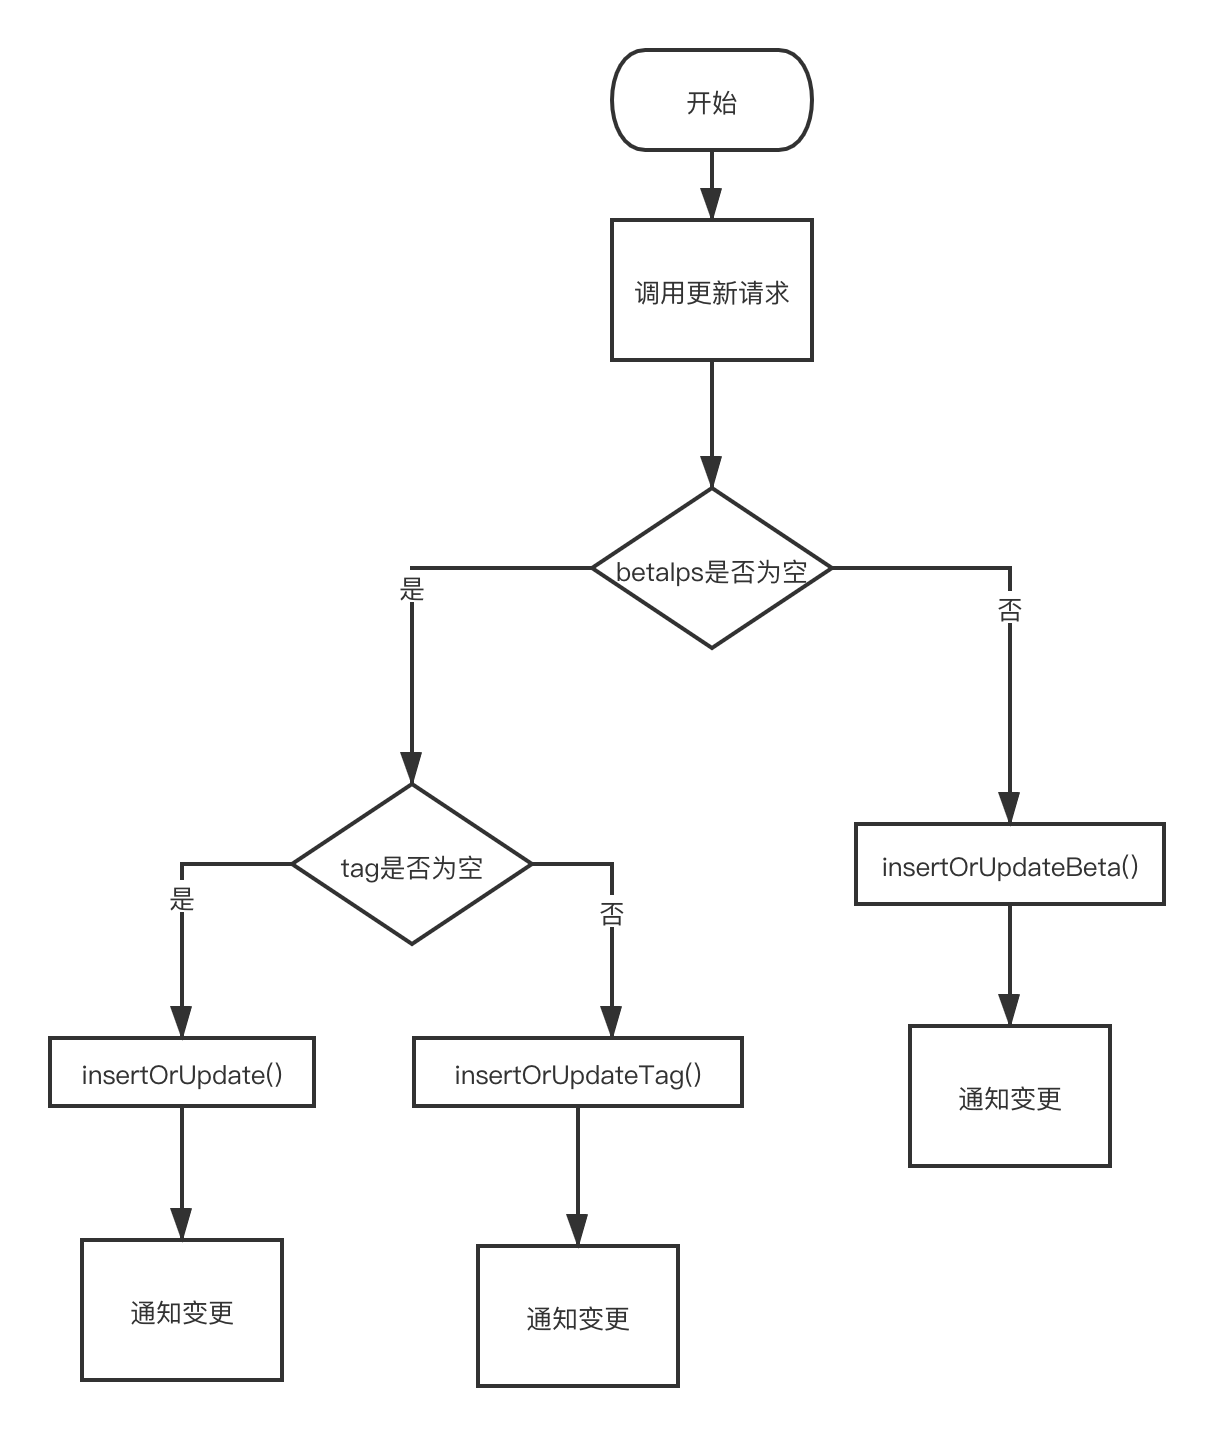 开始
调用更新请求
betaIps是否为空
是
否
tag是否为空
insertOrUpdateBeta()
是
否
insertOrUpdate()
insertOrUpdateTag()
通知变更
通知变更
通知变更